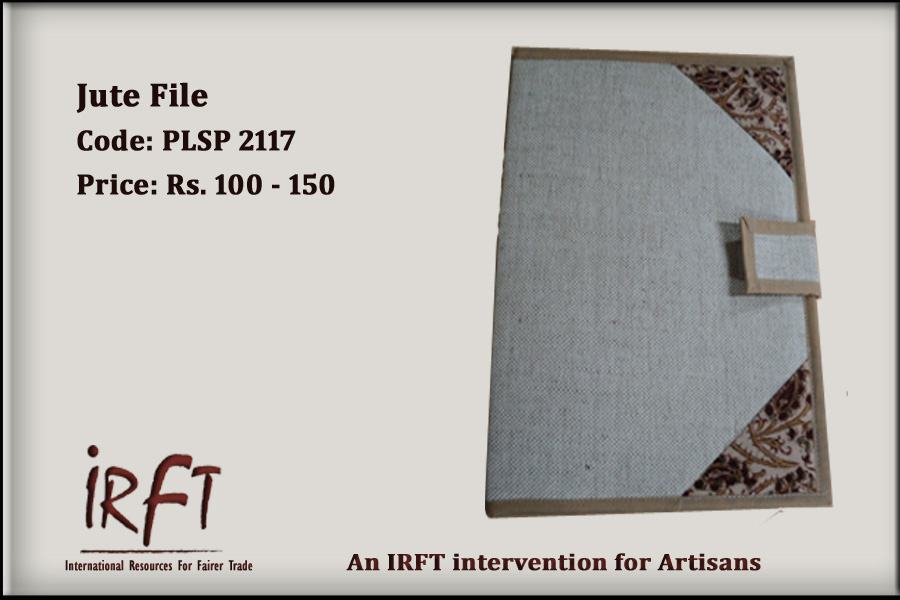 Jute File
Code: PLSP 2117
Price: Rs. 100 - 150
iRFT
International Resources For Fairer Trade
An IRFT intervention for Artisans